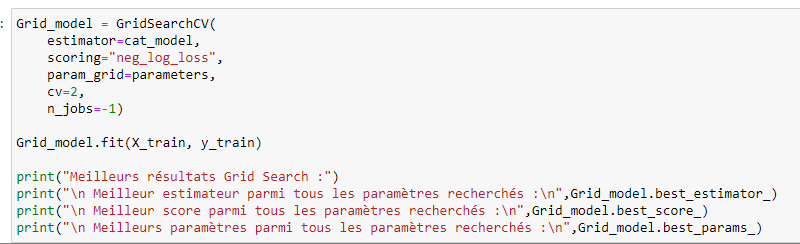 : Grid_model = GridSearchCV(
    estimator=cat_model,
    scoring="neg_log_loss",
    param_grid=parameters,
    cv=2,
    n_jobs=-1)

Grid_model.fit(X_train, y_train)

print("Meilleurs résultats Grid Search :")
print("\n Meilleur estimateur parmi tous les paramètres recherchés :\n",Grid_model.best_estimator_)
print("\n Meilleur score parmi tous les paramètres recherchés :\n",Grid_model.best_score_)
print("\n Meilleurs paramètres parmi tous les paramètres recherchés :\n",Grid_model.best_params_)